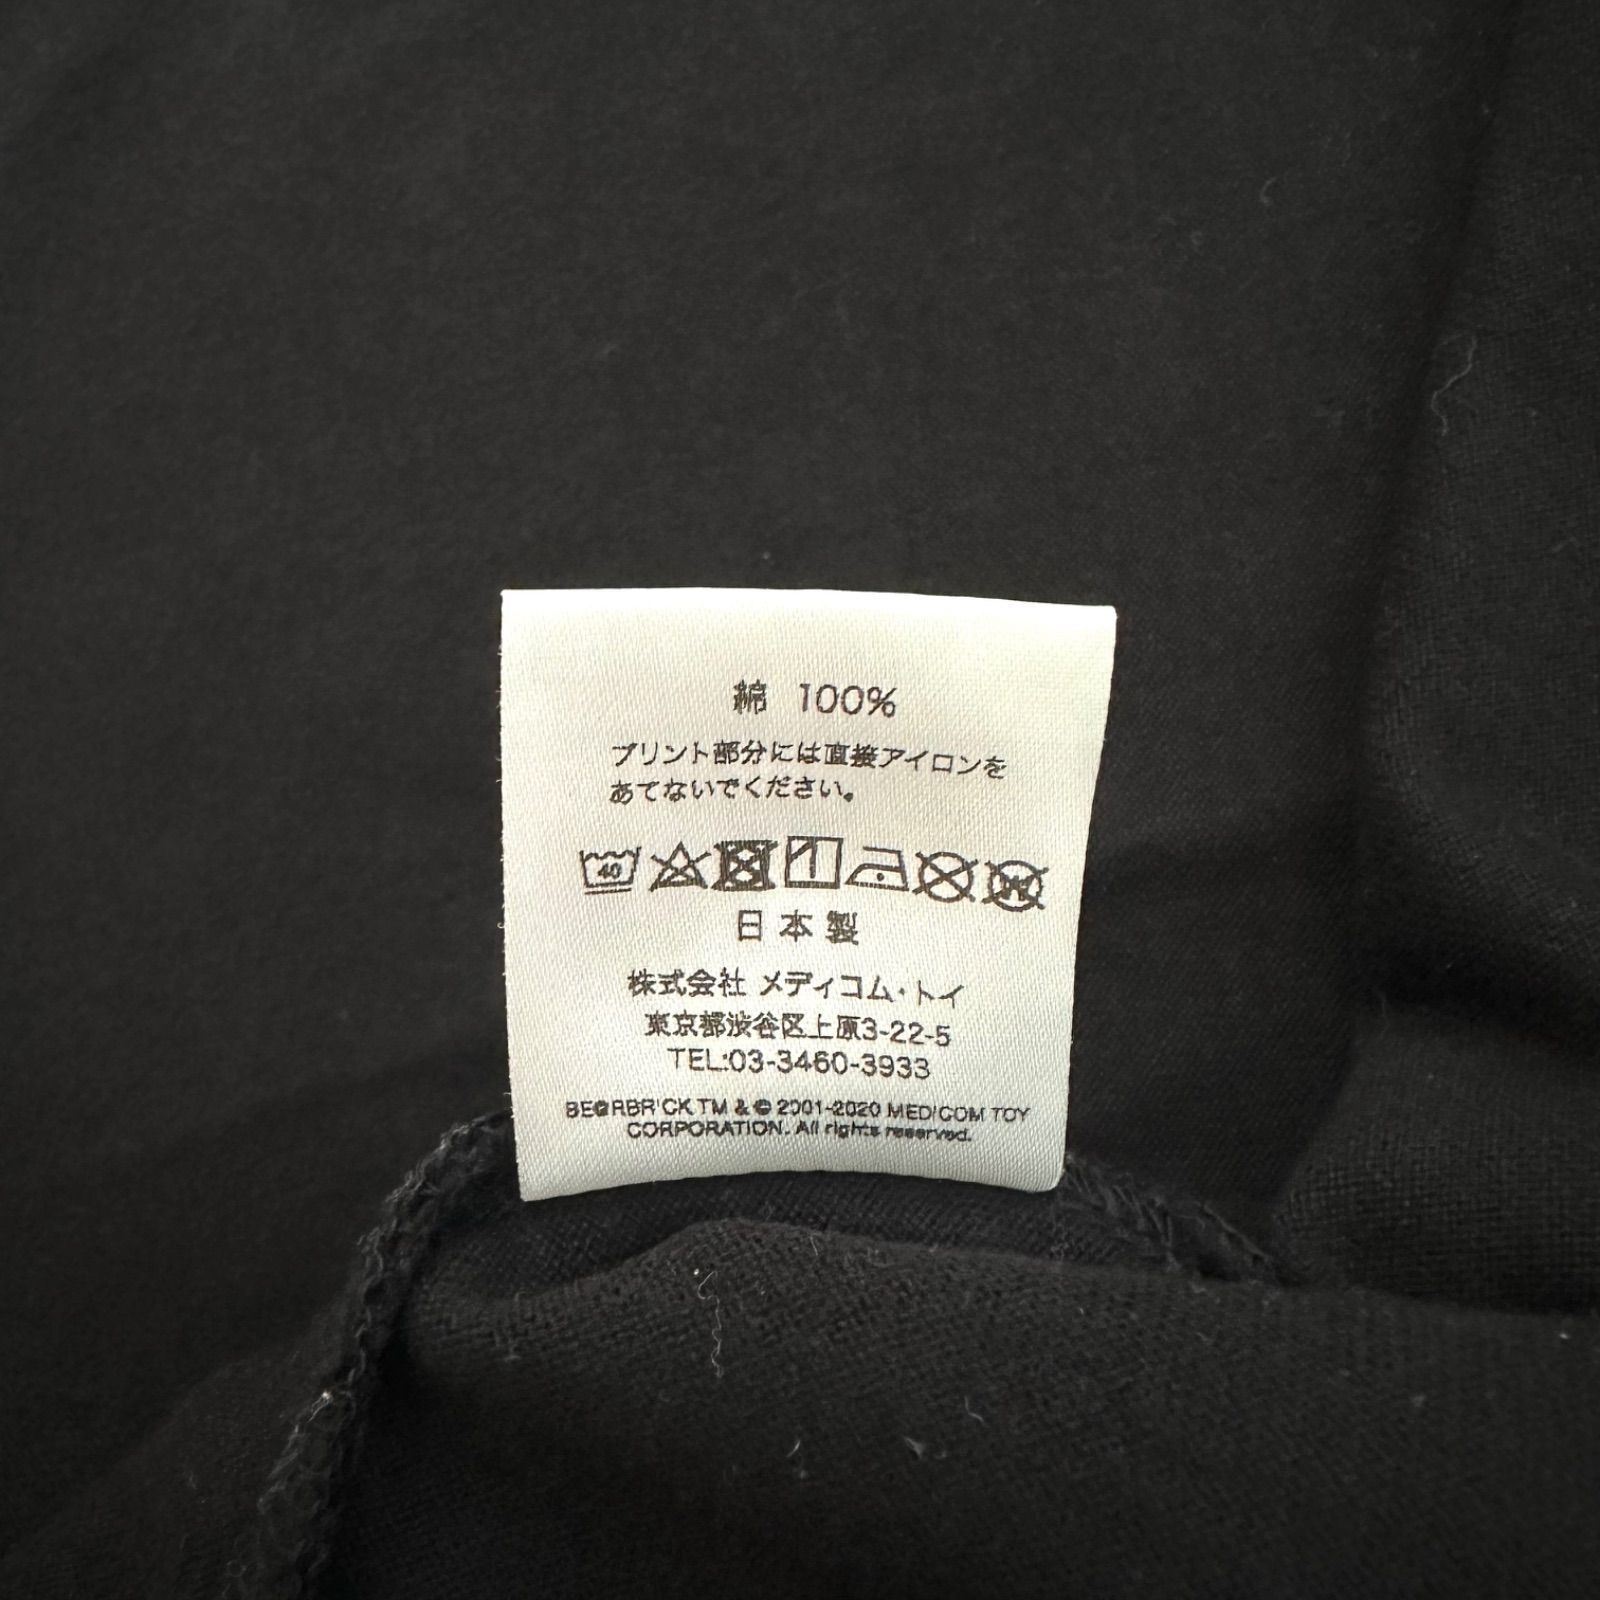 綿 100%
プリント部分には直接アイロンを
あてないでください。
40
W
日本製
株式会社 メディコム・トイ
東京都渋谷区上原3-22-5
TEL:03-3460-3933
BE@RBRICK TM & © 2001-2020 MEDICOM TOY
CORPORATION. All rights reserved.